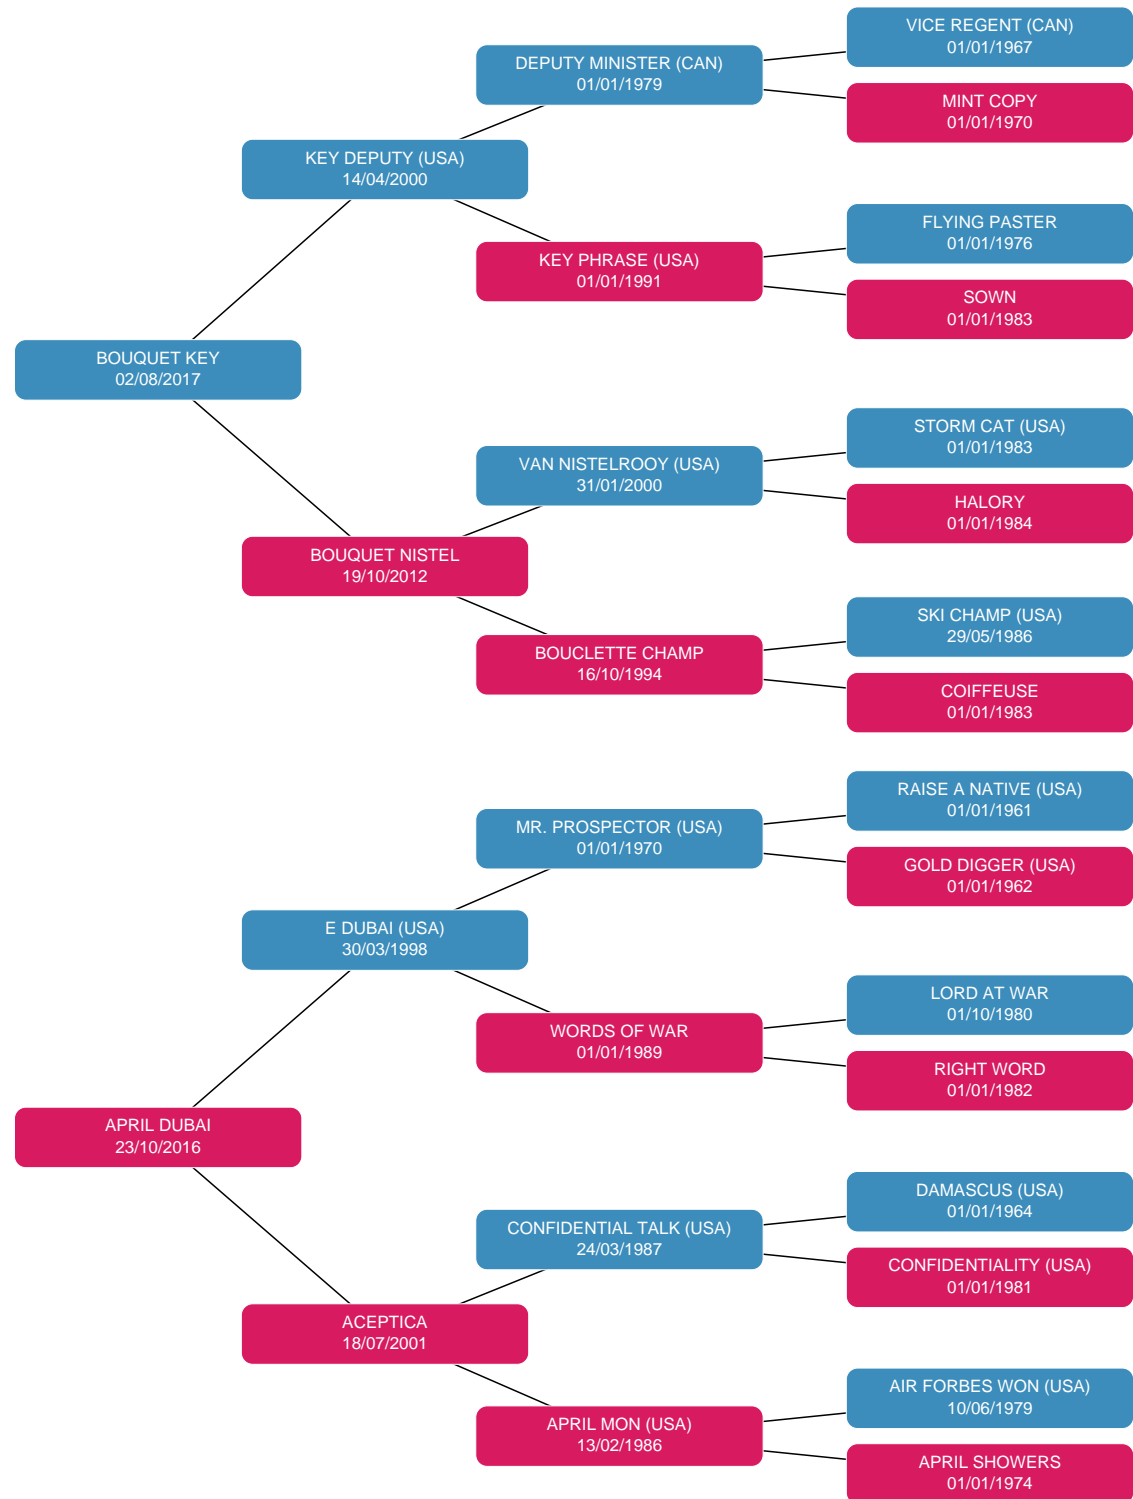 VICE REGENT (CAN)
01/01/1967
DEPUTY MINISTER (CAN)
01/01/1979
MINT COPY
01/01/1970
KEY DEPUTY (USA)
14/04/2000
FLYING PASTER
01/01/1976
KEY PHRASE (USA)
01/01/1991
SOWN
01/01/1983
BOUQUET KEY
02/08/2017
STORM CAT (USA)
01/01/1983
VAN NISTELROOY (USA)
31/01/2000
HALORY
01/01/1984
BOUQUET NISTEL
19/10/2012
SKI CHAMP (USA)
29/05/1986
BOUCLETTE CHAMP
16/10/1994
COIFFEUSE
01/01/1983
RAISE A NATIVE (USA)
01/01/1961
MR. PROSPECTOR (USA)
01/01/1970
GOLD DIGGER (USA)
01/01/1962
E DUBAI (USA)
30/03/1998
LORD AT WAR
01/10/1980
WORDS OF WAR
01/01/1989
RIGHT WORD
01/01/1982
APRIL DUBAI
23/10/2016
DAMASCUS (USA)
01/01/1964
CONFIDENTIAL TALK (USA)
24/03/1987
CONFIDENTIALITY (USA)
01/01/1981
ACEPTICA
18/07/2001
AIR FORBES WON (USA)
10/06/1979
APRIL MON (USA)
13/02/1986
APRIL SHOWERS
01/01/1974